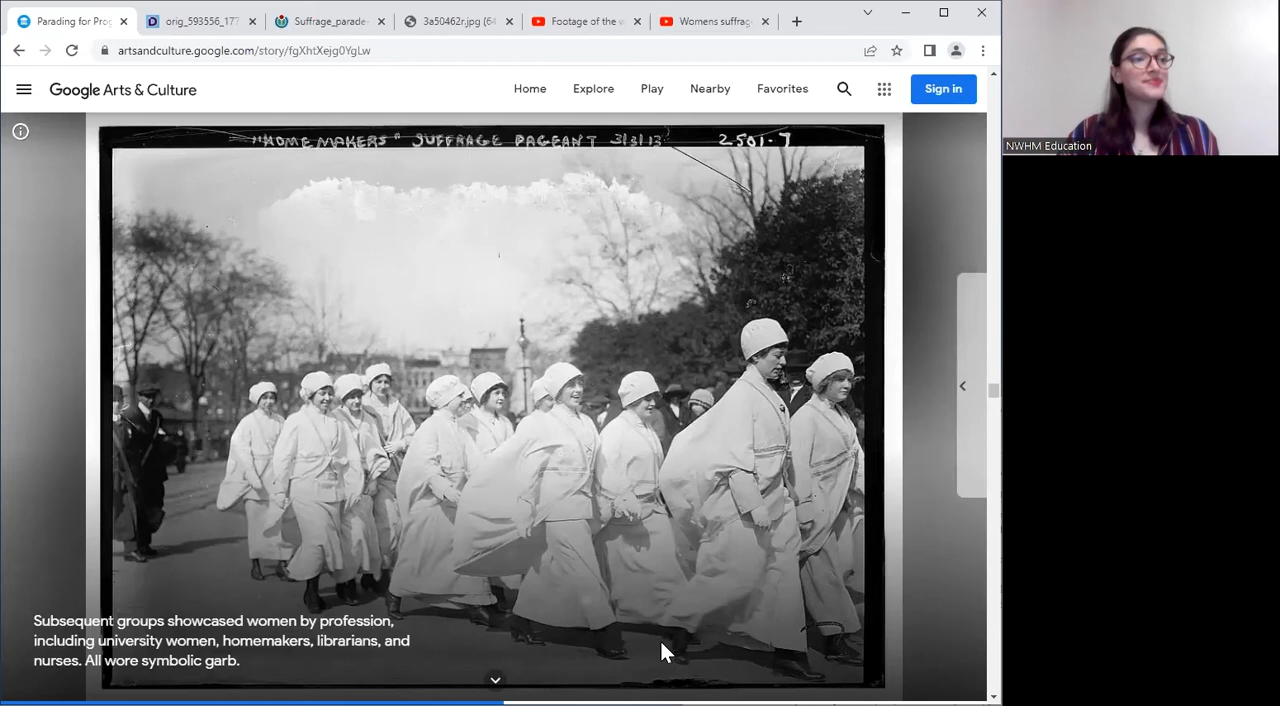 Parading for Prog
orig_593556_177
Suffrage_parade-
3a50462r.jpg (64
Footage of the w
Womens suffrag
artsandculture.google.com/story/fgXhtXejg0YgLw
Google Arts & Culture
Home
Explore
Play
Nearby
Favorites
Sign in
"HOME MAKERS" SUFFRAGE PAGEANT 3/3/13 2501-7
Subsequent groups showcased women by profession,
including university women, homemakers, librarians, and
nurses. All wore symbolic garb.
NWHM Education